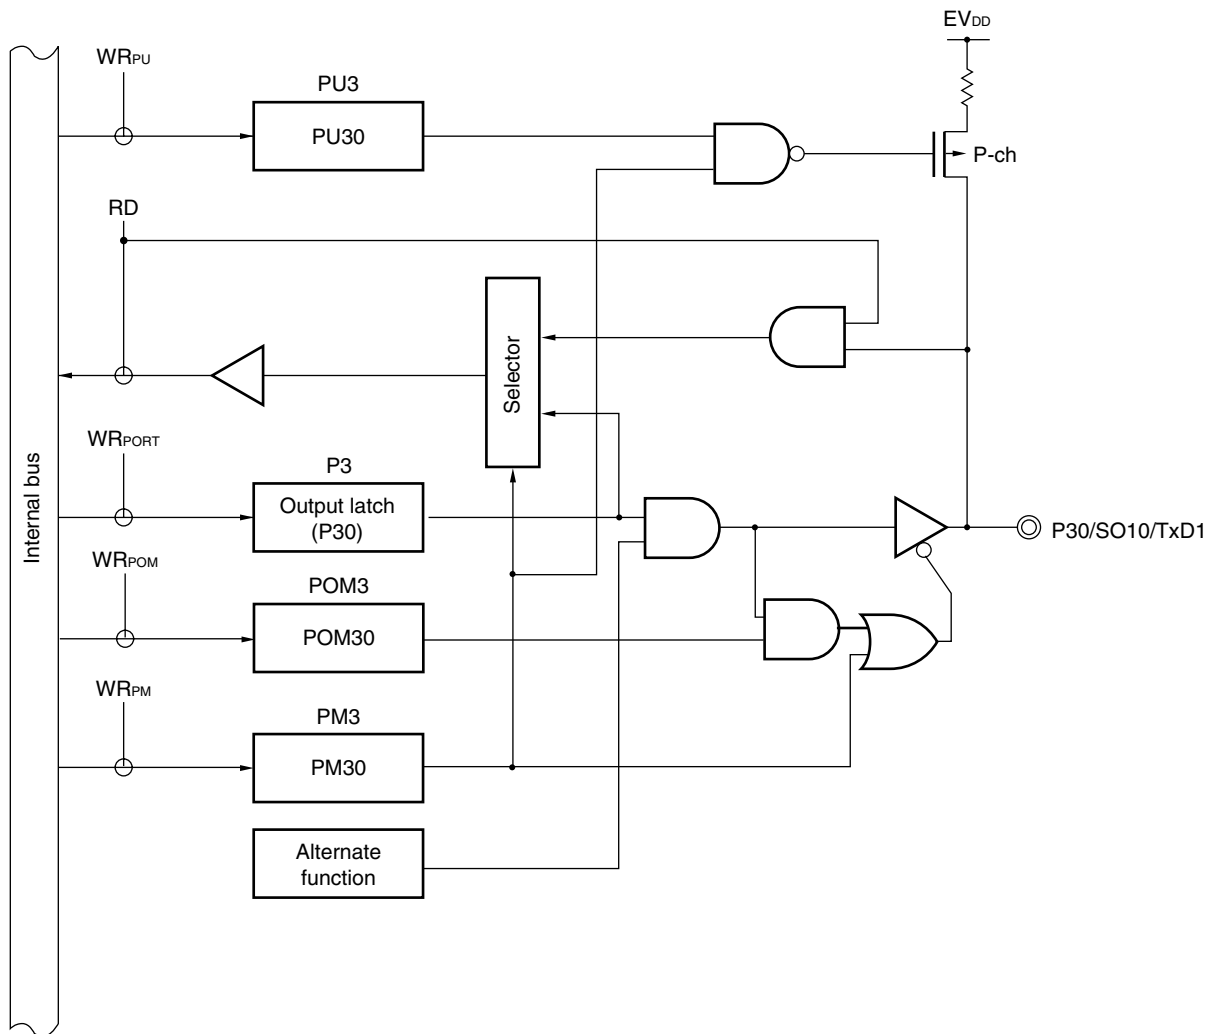 EVDD
WRPU
PU3
PU30
P-ch
RD
Selector
WRPORT
P3
Output latch
(P30)
Internal bus
P30/SO10/TxD1
WRPOM
POM3
POM30
WRPM
PM3
PM30
Alternate
function